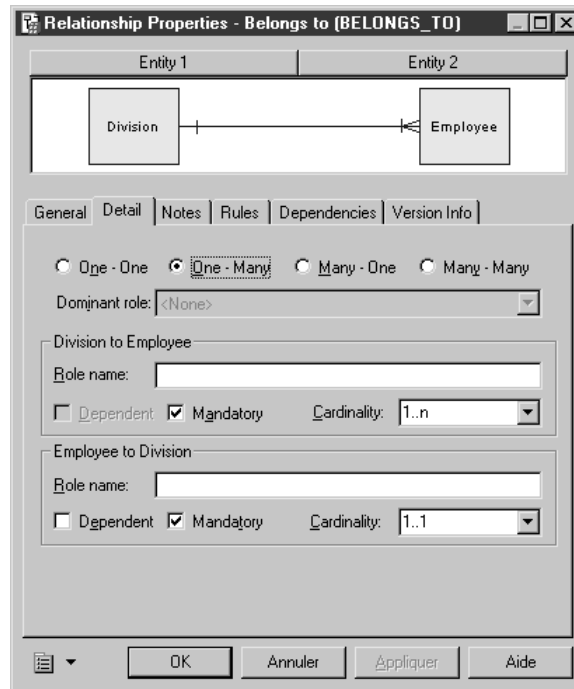 Relationship Properties - Belongs to (BELONGS_TO)
Entity 1 Entity 2
Division Employee
General Detail Notes Rules Dependencies Version Info
One - One One - Many Many - One Many - Many
Dominant role: <None>
Division to Employee
Role name:
Dependent Mandatory Cardinality: 1..n
Employee to Division
Role name:
Dependent Mandatory Cardinality: 1..1
OK Annuler Appliquer Aide